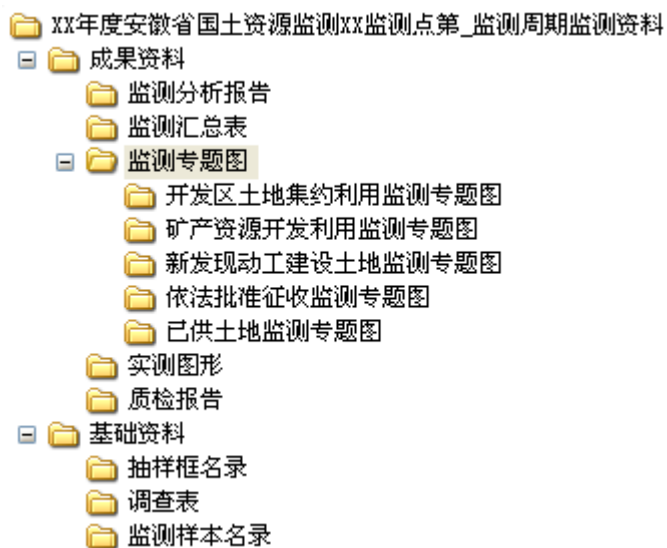 XX年度安徽省国土资源监测XX监测点第_监测周期监测资料
成果资料
监测分析报告
监测汇总表
监测专题图
开发区土地集约利用监测专题图
矿产资源开发利用监测专题图
新发现动工建设土地监测专题图
依法批准征收监测专题图
已供土地监测专题图
实测图形
质检报告
基础资料
抽样框名录
调查表
监测样本名录